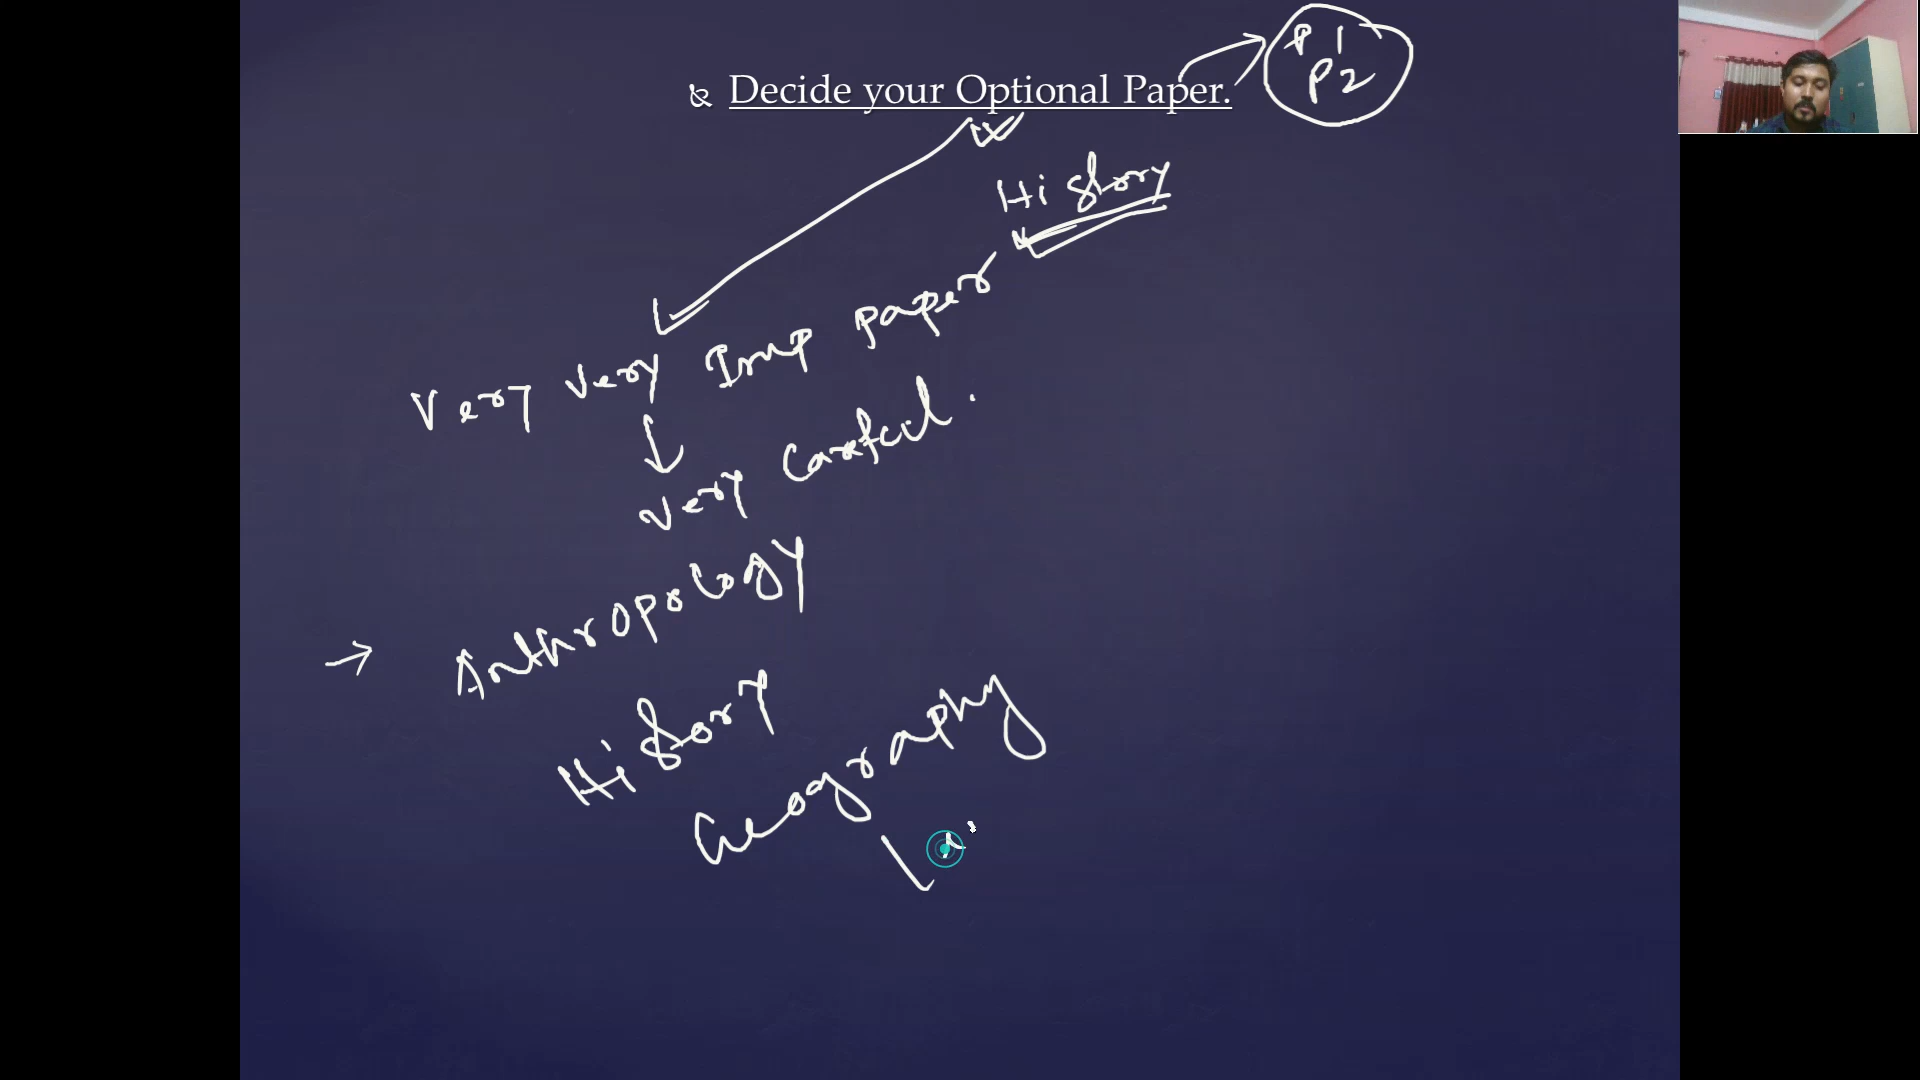 Decide your Optional Paper.
P1
P2
History
Very Very Imp paper
Very Careful.
Anthropology
History
Geography